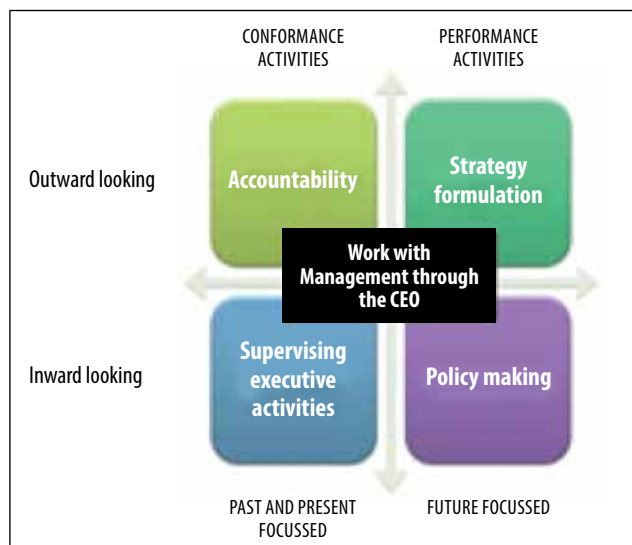 CONFORMANCE
ACTIVITIES
PERFORMANCE
ACTIVITIES
Outward looking
Accountability
Strategy
formulation
Work with
Management through
the CEO
Inward looking
Supervising
executive
activities
Policy making
PAST AND PRESENT
FOCUSSED
FUTURE FOCUSSED